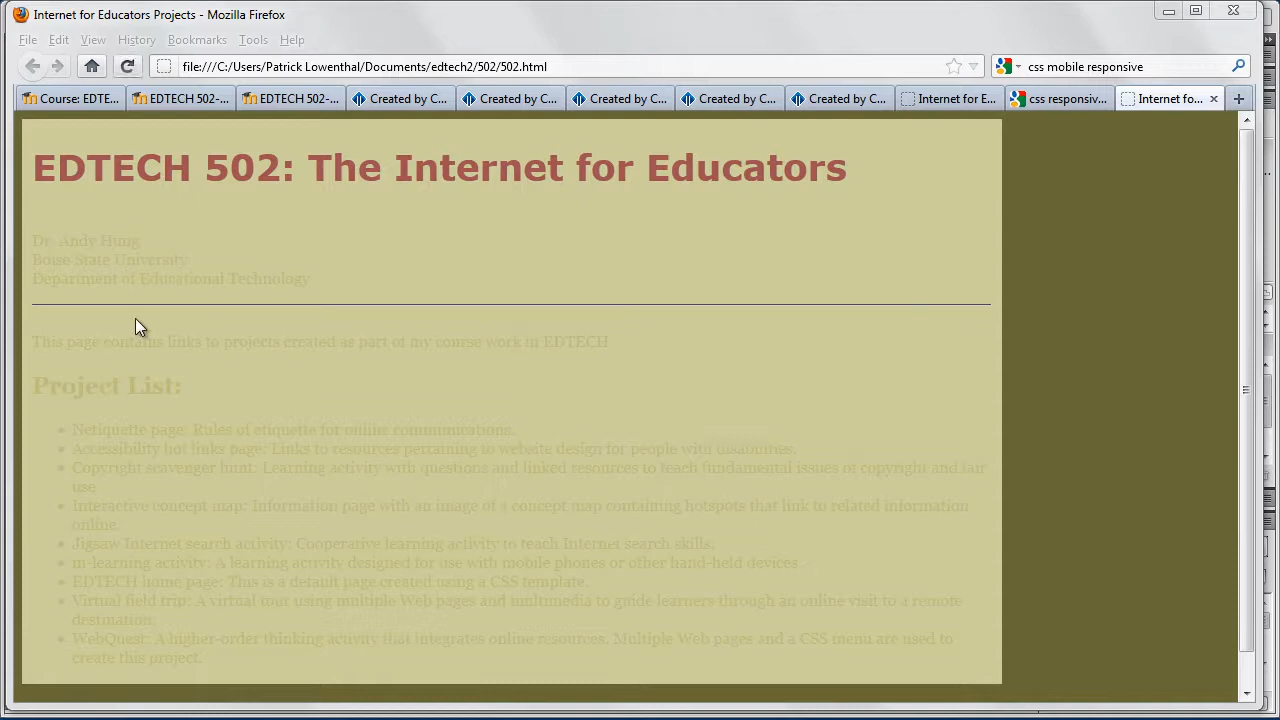 Internet for Educators Projects - Mozilla Firefox
File Edit View History Bookmarks Tools Help
file:///C:/Users/Patrick Lowenthal/Documents/edtech2/502/502.html
css mobile responsive
Course: EDTE... EDTECH 502-... EDTECH 502-... Created by C... Created by C... Created by C... Created by C... Created by C... Internet for E... css responsiv... Internet fo...
EDTECH 502: The Internet for Educators
Dr. Andy Hung
Boise State University
Department of Educational Technology
This page contains links to projects created as part of my course work in EDTECH
Project List:
• Netiquette page: Rules of etiquette for online communications.
• Accessibility hot links page: Links to resources pertaining to website design for people with disabilities.
• Copyright scavenger hunt: Learning activity with questions and linked resources to teach fundamental issues of copyright and fair
use
• Interactive concept map: Information page with an image of a concept map containing hotspots that link to related information
online.
• Jigsaw Internet search activity: Cooperative learning activity to teach Internet search skills.
• m-learning activity: A learning activity designed for use with mobile phones or other hand-held devices.
• EDTECH home page: This is a default page created using a CSS template.
• Virtual field trip: A virtual tour using multiple Web pages and multimedia to guide learners through an online visit to a remote
destination.
• WebQuest: A higher-order thinking activity that integrates online resources. Multiple Web pages and a CSS menu are used to
create this project.